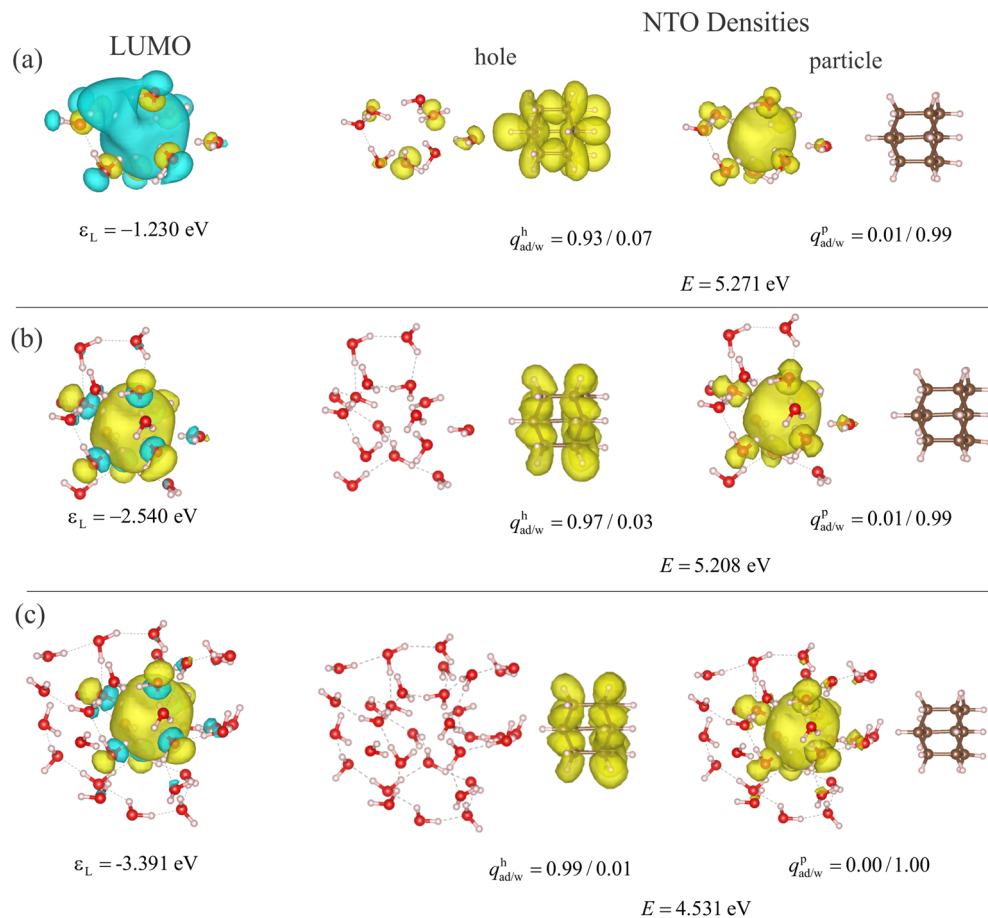 LUMO
NTO Densities
(a)
hole
particle
ε_L = –1.230 eV
q^h_ad/w = 0.93 / 0.07
q^p_ad/w = 0.01 / 0.99
E = 5.271 eV
(b)
ε_L = –2.540 eV
q^h_ad/w = 0.97 / 0.03
q^p_ad/w = 0.01 / 0.99
E = 5.208 eV
(c)
ε_L = -3.391 eV
q^h_ad/w = 0.99 / 0.01
q^p_ad/w = 0.00 / 1.00
E = 4.531 eV